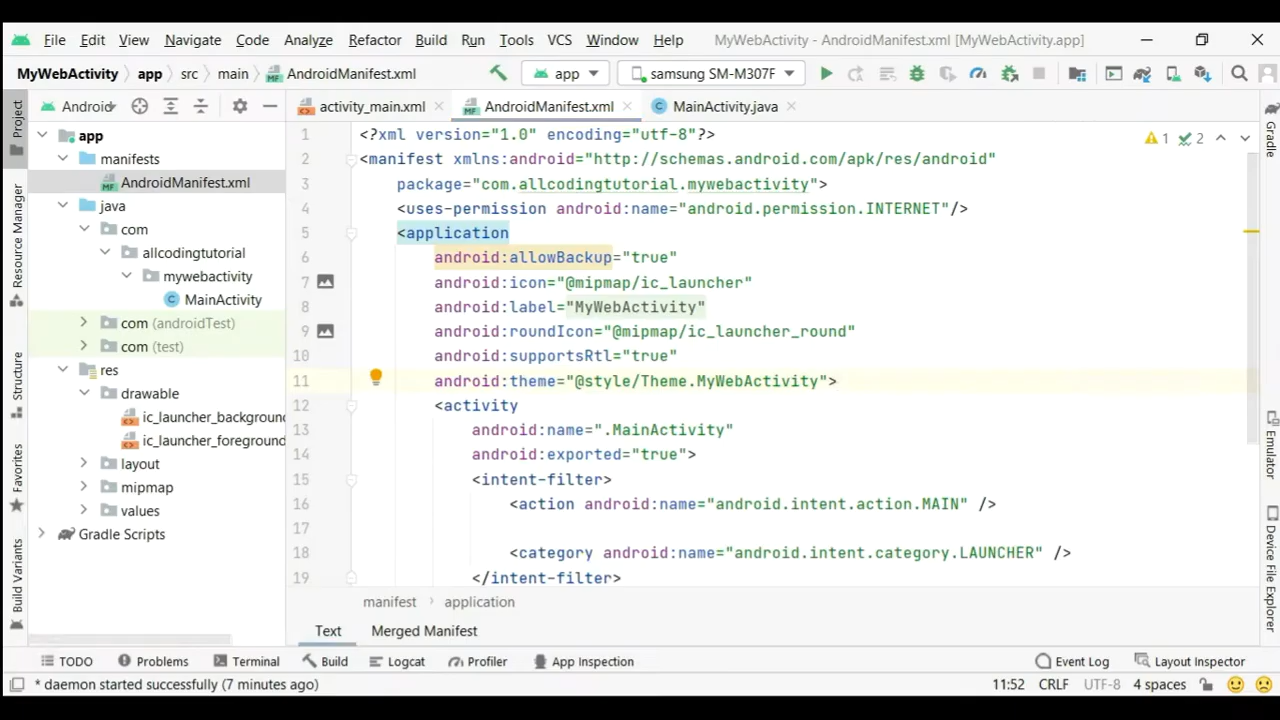 File Edit View Navigate Code Analyze Refactor Build Run Tools VCS Window Help MyWebActivity - AndroidManifest.xml [MyWebActivity.app]
MyWebActivity app src main AndroidManifest.xml app samsung SM-M307F
Android activity_main.xml AndroidManifest.xml MainActivity.java
Project
Resource Manager
Structure
Favorites
Build Variants
app
manifests
AndroidManifest.xml
java
com
allcodingtutorial
mywebactivity
MainActivity
com (androidTest)
com (test)
res
drawable
ic_launcher_background
ic_launcher_foreground
layout
mipmap
values
Gradle Scripts
1 <?xml version="1.0" encoding="utf-8"?>
2 <manifest xmlns:android="http://schemas.android.com/apk/res/android"
3 package="com.allcodingtutorial.mywebactivity">
4 <uses-permission android:name="android.permission.INTERNET"/>
5 <application
6 android:allowBackup="true"
7 android:icon="@mipmap/ic_launcher"
8 android:label="MyWebActivity"
9 android:roundIcon="@mipmap/ic_launcher_round"
10 android:supportsRtl="true"
11 android:theme="@style/Theme.MyWebActivity">
12 <activity
13 android:name=".MainActivity"
14 android:exported="true">
15 <intent-filter>
16 <action android:name="android.intent.action.MAIN" />
17
18 <category android:name="android.intent.category.LAUNCHER" />
19 </intent-filter>
1 2
Gradle
Emulator
Device File Explorer
manifest application
Text Merged Manifest
TODO Problems Terminal Build Logcat Profiler App Inspection Event Log Layout Inspector
* daemon started successfully (7 minutes ago) 11:52 CRLF UTF-8 4 spaces